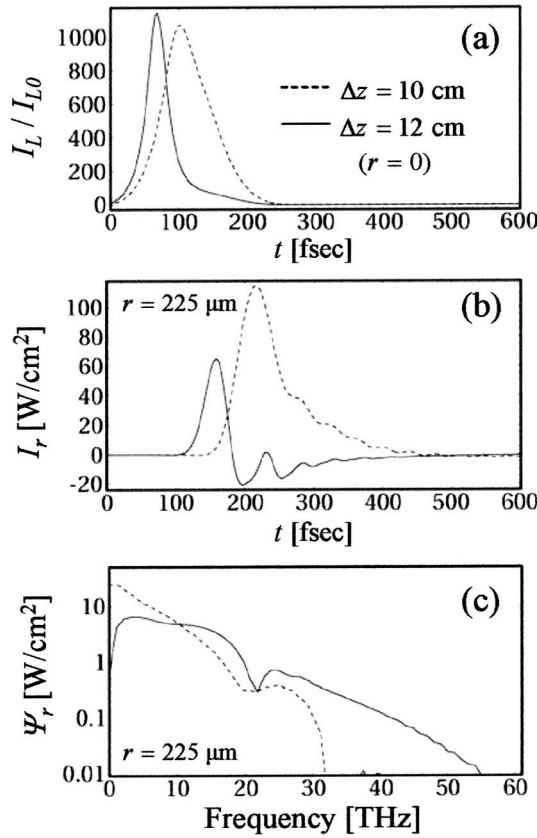 (a)
I_L / I_{L0}
1000
800
600
400
200
0
Δz = 10 cm
Δz = 12 cm
(r = 0)
0 100 200 300 400 500 600
t [fsec]
(b)
r = 225 μm
I_r [W/cm²]
100
80
60
40
20
0
-20
0 100 200 300 400 500 600
t [fsec]
(c)
Ψ_r [W/cm²]
10
1
0.1
0.01
r = 225 μm
0 10 20 30 40 50 60
Frequency [THz]